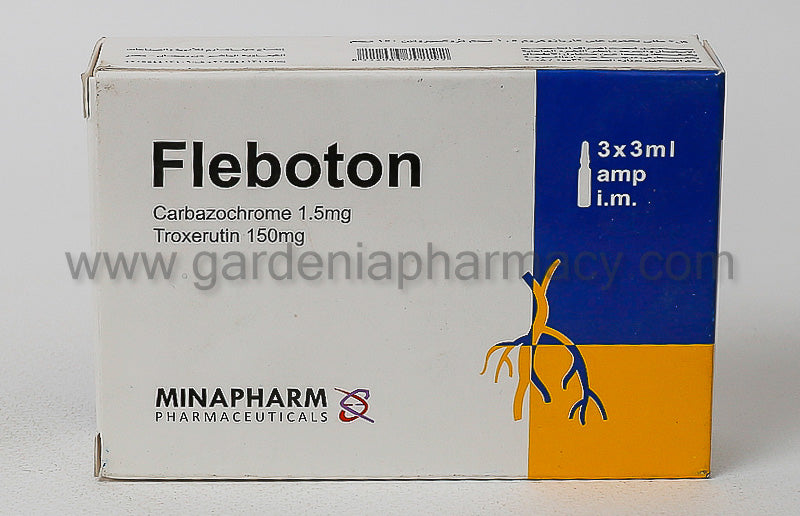 Fleboton
Carbazochrome 1.5mg
Troxerutin 150mg
3x3ml
amp
i.m.
www.gardeniapharmacy.com
MINAPHARM
PHARMACEUTICALS